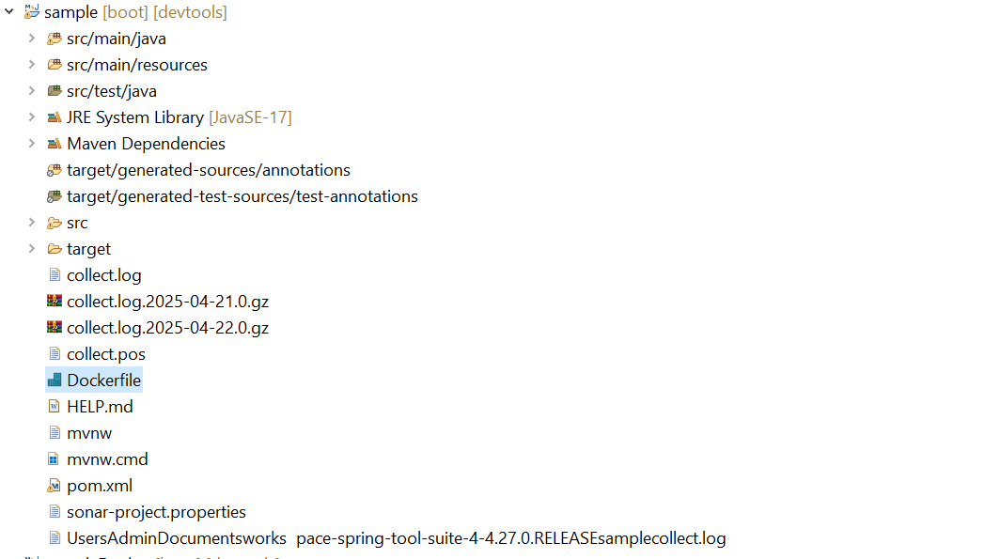 sample [boot] [devtools]
src/main/java
src/main/resources
src/test/java
JRE System Library [JavaSE-17]
Maven Dependencies
target/generated-sources/annotations
target/generated-test-sources/test-annotations
src
target
collect.log
collect.log.2025-04-21.0.gz
collect.log.2025-04-22.0.gz
collect.pos
Dockerfile
HELP.md
mvnw
mvnw.cmd
pom.xml
sonar-project.properties
UsersAdminDocumentsworks pace-spring-tool-suite-4-4.27.0.RELEASEsamplecollect.log